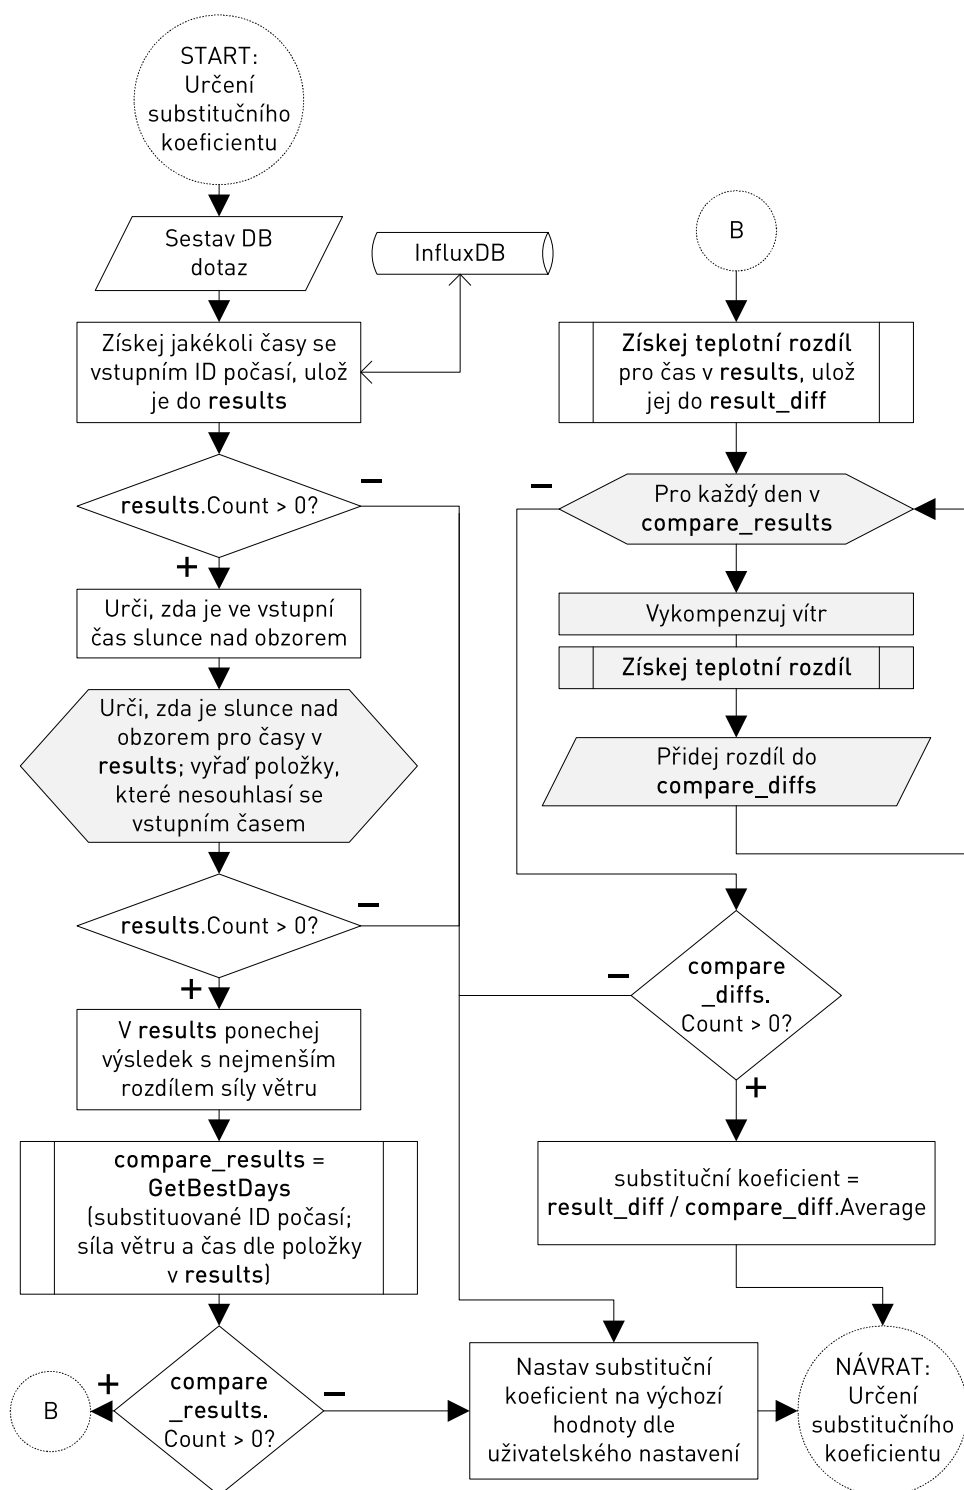 START:
Určení
substitučního
koeficientu
Sestav DB
dotaz
InfluxDB
Získej jakékoli časy se
vstupním ID počasí, ulož
je do results
results.Count > 0?
–
+
Urči, zda je ve vstupní
čas slunce nad obzorem
Urči, zda je slunce nad
obzorem pro časy v
results; vyřaď položky,
které nesouhlasí se
vstupním časem
results.Count > 0?
–
+
V results ponechej
výsledek s nejmenším
rozdílem síly větru
compare_results =
GetBestDays
(substituované ID počasí;
síla větru a čas dle položky
v results)
compare
_results.
Count > 0?
+
–
B
Nastav substituční
koeficient na výchozí
hodnoty dle
uživatelského nastavení
B
Získej teplotní rozdíl
pro čas v results, ulož
jej do result_diff
–
Pro každý den v
compare_results
Vykompenzuj vítr
Získej teplotní rozdíl
Přidej rozdíl do
compare_diffs
compare
_diffs.
Count > 0?
–
+
substituční koeficient =
result_diff / compare_diff.Average
NÁVRAT:
Určení
substitučního
koeficientu